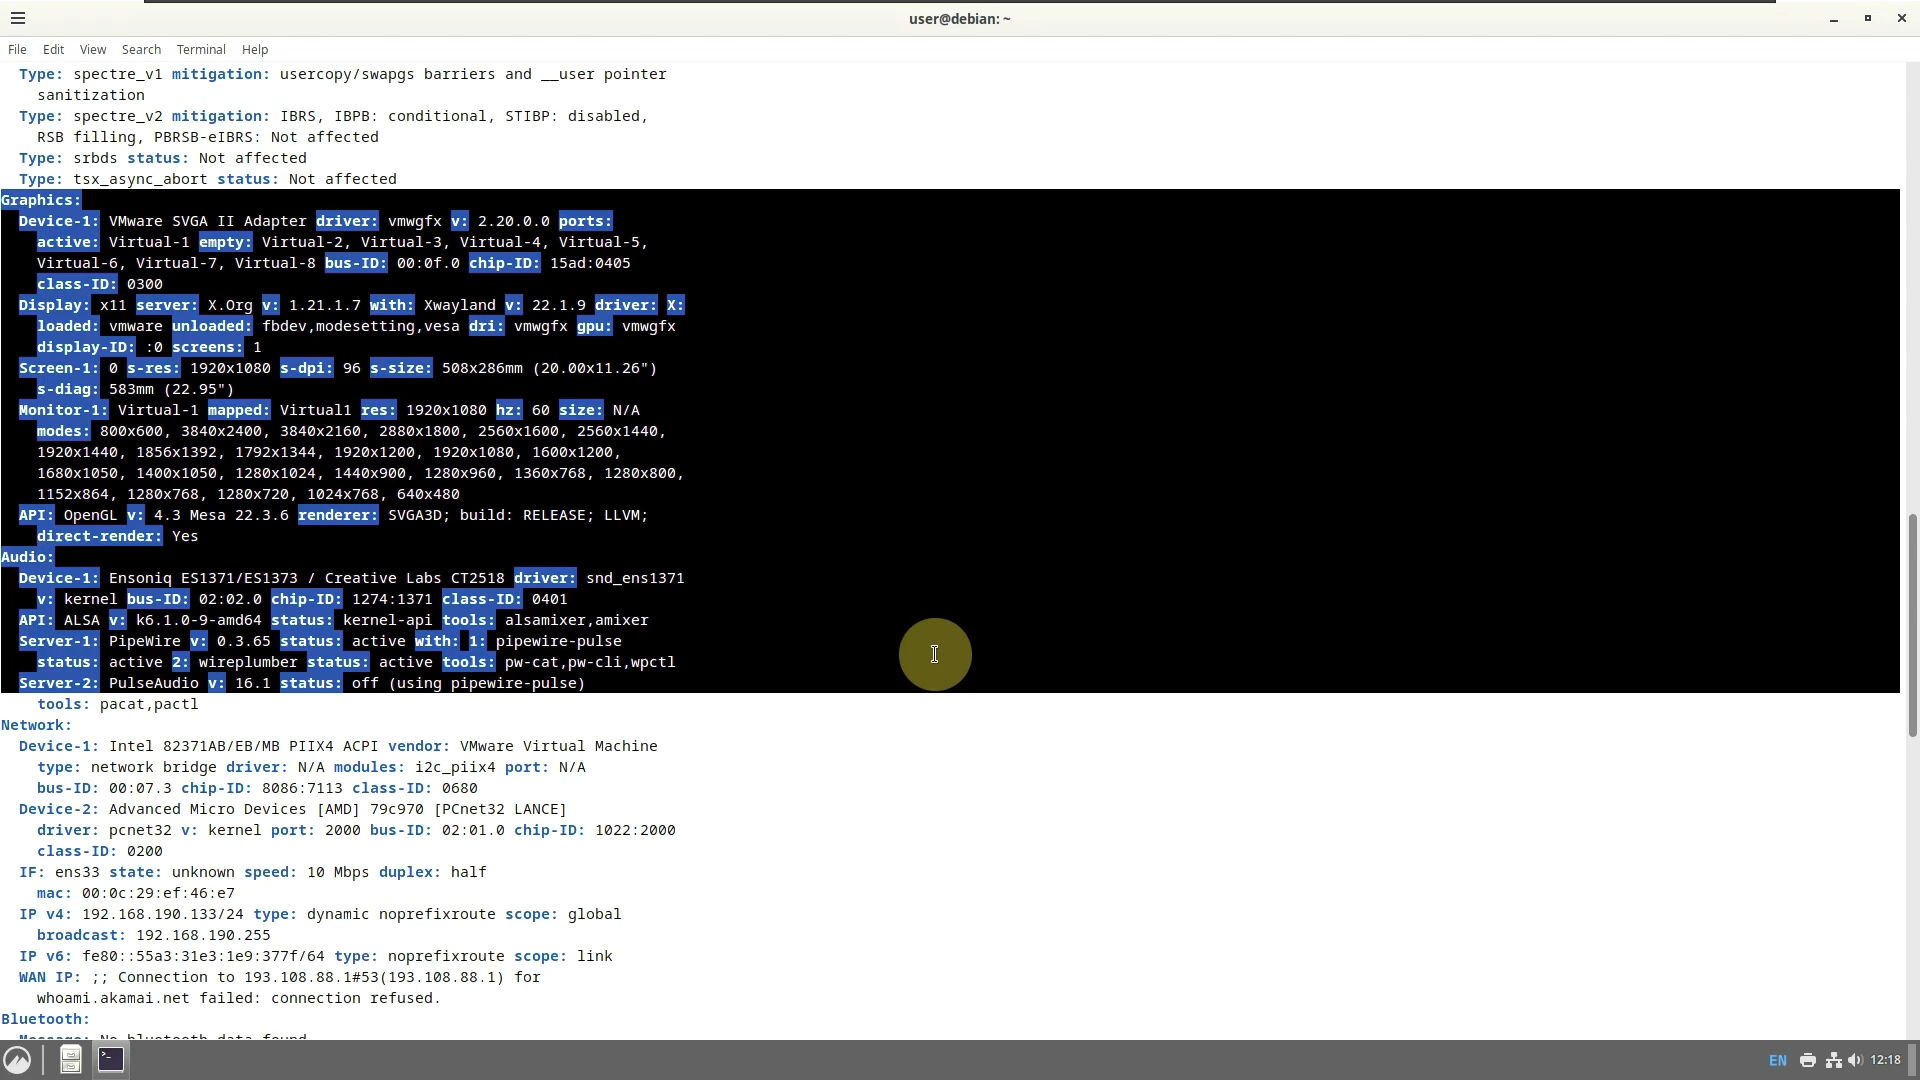 user@debian: ~
File Edit View Search Terminal Help
Type: spectre_v1 mitigation: usercopy/swapgs barriers and __user pointer
sanitization
Type: spectre_v2 mitigation: IBRS, IBPB: conditional, STIBP: disabled,
RSB filling, PBRSB-eIBRS: Not affected
Type: srbds status: Not affected
Type: tsx_async_abort status: Not affected
Graphics:
Device-1: VMware SVGA II Adapter driver: vmwgfx v: 2.20.0.0 ports:
active: Virtual-1 empty: Virtual-2, Virtual-3, Virtual-4, Virtual-5,
Virtual-6, Virtual-7, Virtual-8 bus-ID: 00:0f.0 chip-ID: 15ad:0405
class-ID: 0300
Display: x11 server: X.Org v: 1.21.1.7 with: Xwayland v: 22.1.9 driver: X:
loaded: vmware unloaded: fbdev,modesetting,vesa dri: vmwgfx gpu: vmwgfx
display-ID: :0 screens: 1
Screen-1: 0 s-res: 1920x1080 s-dpi: 96 s-size: 508x286mm (20.00x11.26")
s-diag: 583mm (22.95")
Monitor-1: Virtual-1 mapped: Virtual1 res: 1920x1080 hz: 60 size: N/A
modes: 800x600, 3840x2400, 3840x2160, 2880x1800, 2560x1600, 2560x1440,
1920x1440, 1856x1392, 1792x1344, 1920x1200, 1920x1080, 1600x1200,
1680x1050, 1400x1050, 1280x1024, 1440x900, 1280x960, 1360x768, 1280x800,
1152x864, 1280x768, 1280x720, 1024x768, 640x480
API: OpenGL v: 4.3 Mesa 22.3.6 renderer: SVGA3D; build: RELEASE; LLVM;
direct-render: Yes
Audio:
Device-1: Ensoniq ES1371/ES1373 / Creative Labs CT2518 driver: snd_ens1371
v: kernel bus-ID: 02:02.0 chip-ID: 1274:1371 class-ID: 0401
API: ALSA v: k6.1.0-9-amd64 status: kernel-api tools: alsamixer,amixer
Server-1: PipeWire v: 0.3.65 status: active with: 1: pipewire-pulse
status: active 2: wireplumber status: active tools: pw-cat,pw-cli,wpctl
Server-2: PulseAudio v: 16.1 status: off (using pipewire-pulse)
tools: pacat,pactl
Network:
Device-1: Intel 82371AB/EB/MB PIIX4 ACPI vendor: VMware Virtual Machine
type: network bridge driver: N/A modules: i2c_piix4 port: N/A
bus-ID: 00:07.3 chip-ID: 8086:7113 class-ID: 0680
Device-2: Advanced Micro Devices [AMD] 79c970 [PCnet32 LANCE]
driver: pcnet32 v: kernel port: 2000 bus-ID: 02:01.0 chip-ID: 1022:2000
class-ID: 0200
IF: ens33 state: unknown speed: 10 Mbps duplex: half
mac: 00:0c:29:ef:46:e7
IP v4: 192.168.190.133/24 type: dynamic noprefixroute scope: global
broadcast: 192.168.190.255
IP v6: fe80::55a3:31e3:1e9:377f/64 type: noprefixroute scope: link
WAN IP: ;; Connection to 193.108.88.1#53(193.108.88.1) for
whoami.akamai.net failed: connection refused.
Bluetooth:
Message: No bluetooth data found
EN 12:18